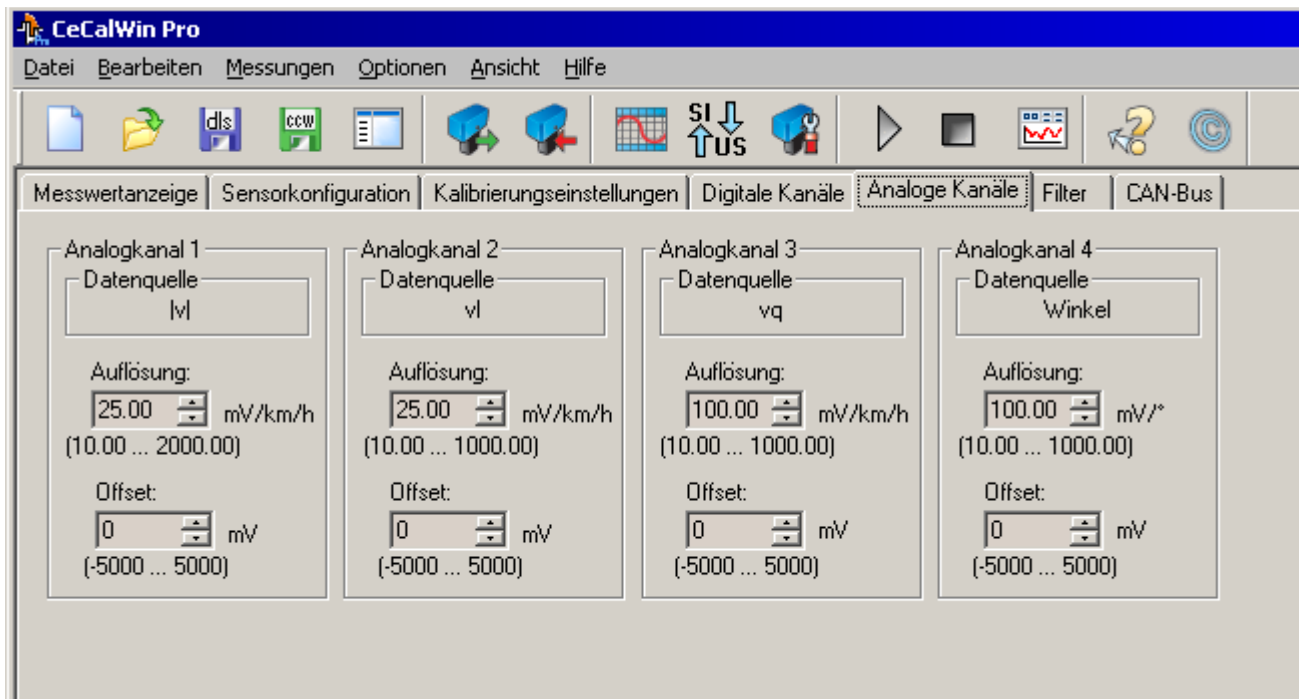 CeCalWin Pro
Datei Bearbeiten Messungen Optionen Ansicht Hilfe
dls ccw SI US ©
Messwertanzeige Sensorkonfiguration Kalibrierungseinstellungen Digitale Kanäle Analoge Kanäle Filter CAN-Bus
Analogkanal 1
Datenquelle
|v|
Auflösung:
25.00 mV/km/h
(10.00 ... 2000.00)
Offset:
0 mV
(-5000 ... 5000)
Analogkanal 2
Datenquelle
vl
Auflösung:
25.00 mV/km/h
(10.00 ... 1000.00)
Offset:
0 mV
(-5000 ... 5000)
Analogkanal 3
Datenquelle
vq
Auflösung:
100.00 mV/km/h
(10.00 ... 1000.00)
Offset:
0 mV
(-5000 ... 5000)
Analogkanal 4
Datenquelle
Winkel
Auflösung:
100.00 mV/°
(10.00 ... 1000.00)
Offset:
0 mV
(-5000 ... 5000)